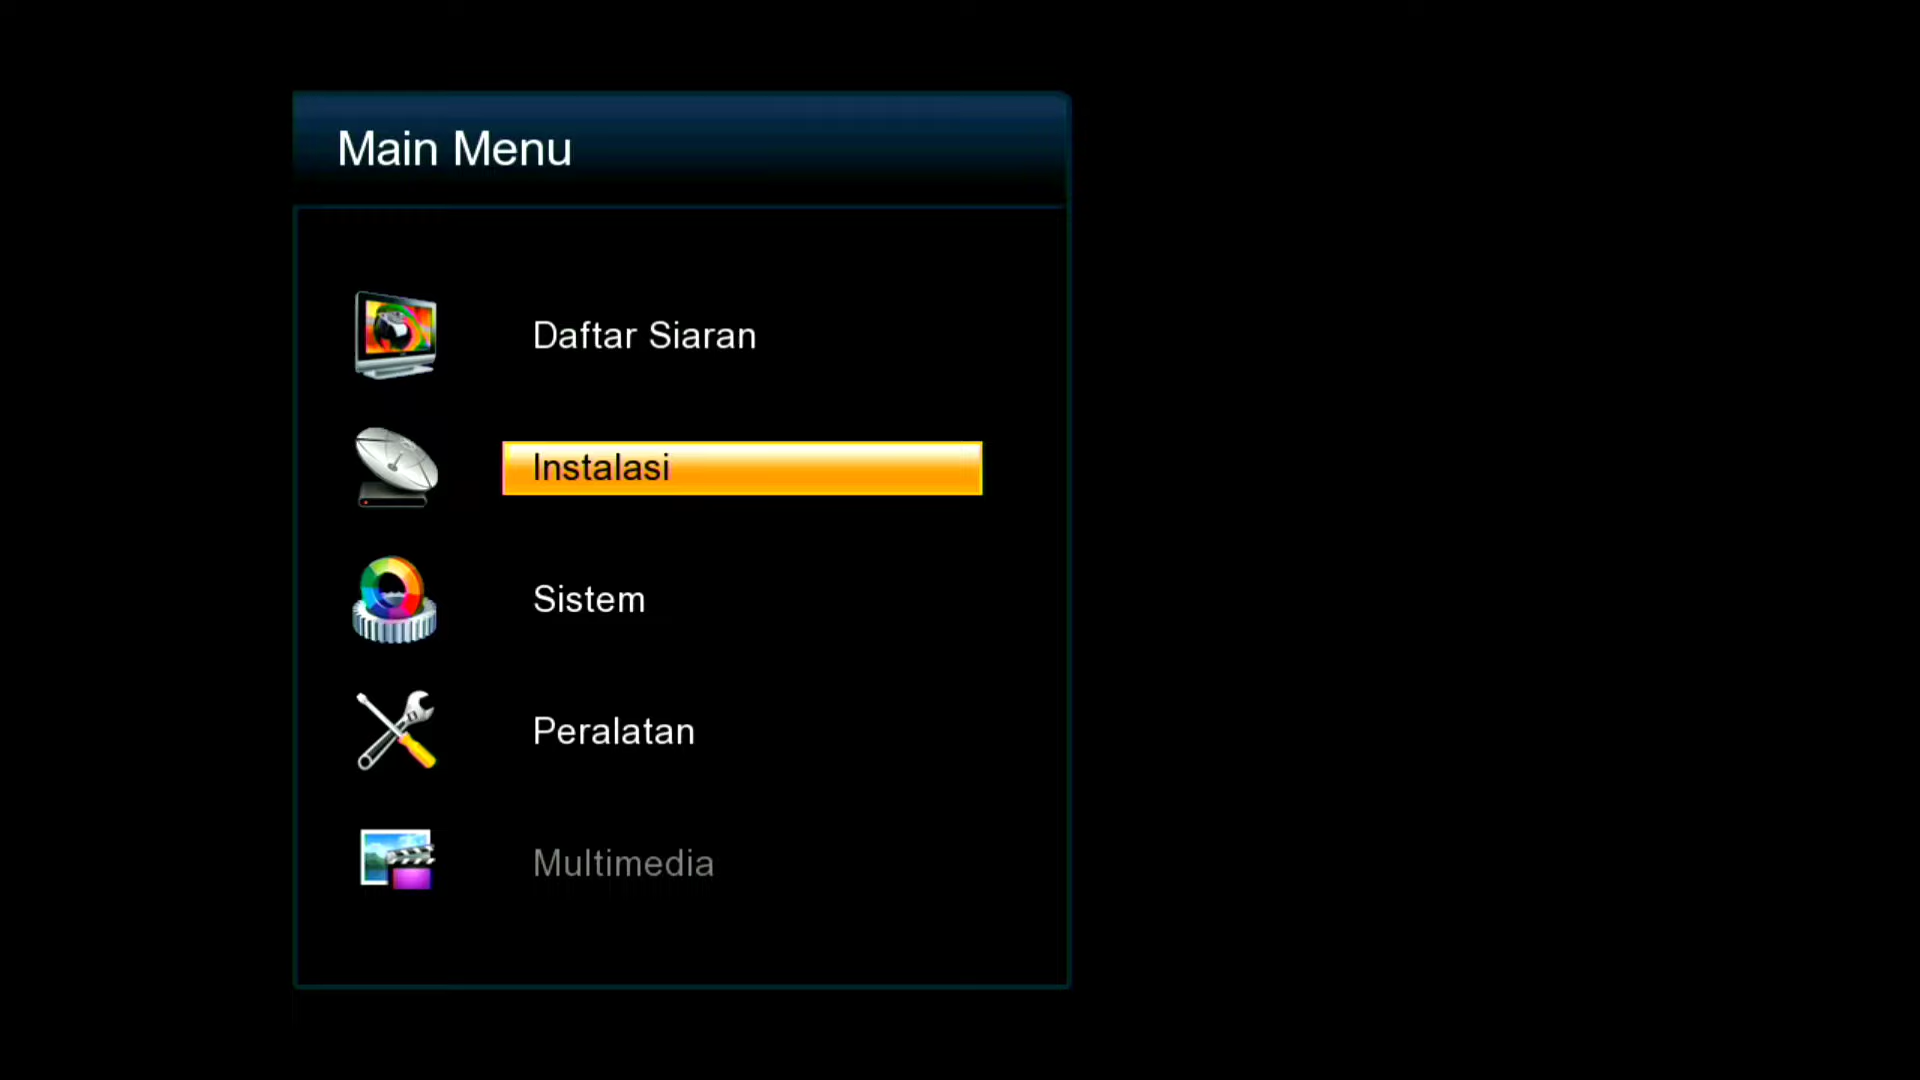 Main Menu
Daftar Siaran
Instalasi
Sistem
Peralatan
Multimedia